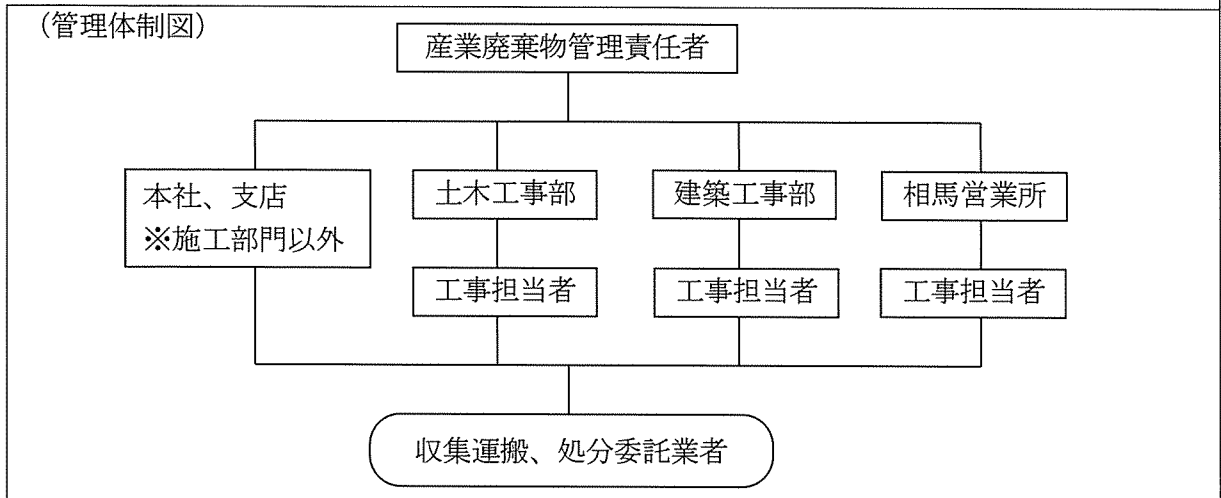 （管理体制図）
産業廃棄物管理責任者
本社、支店
※施工部門以外
土木工事部
建築工事部
相馬営業所
工事担当者
工事担当者
工事担当者
収集運搬、処分委託業者